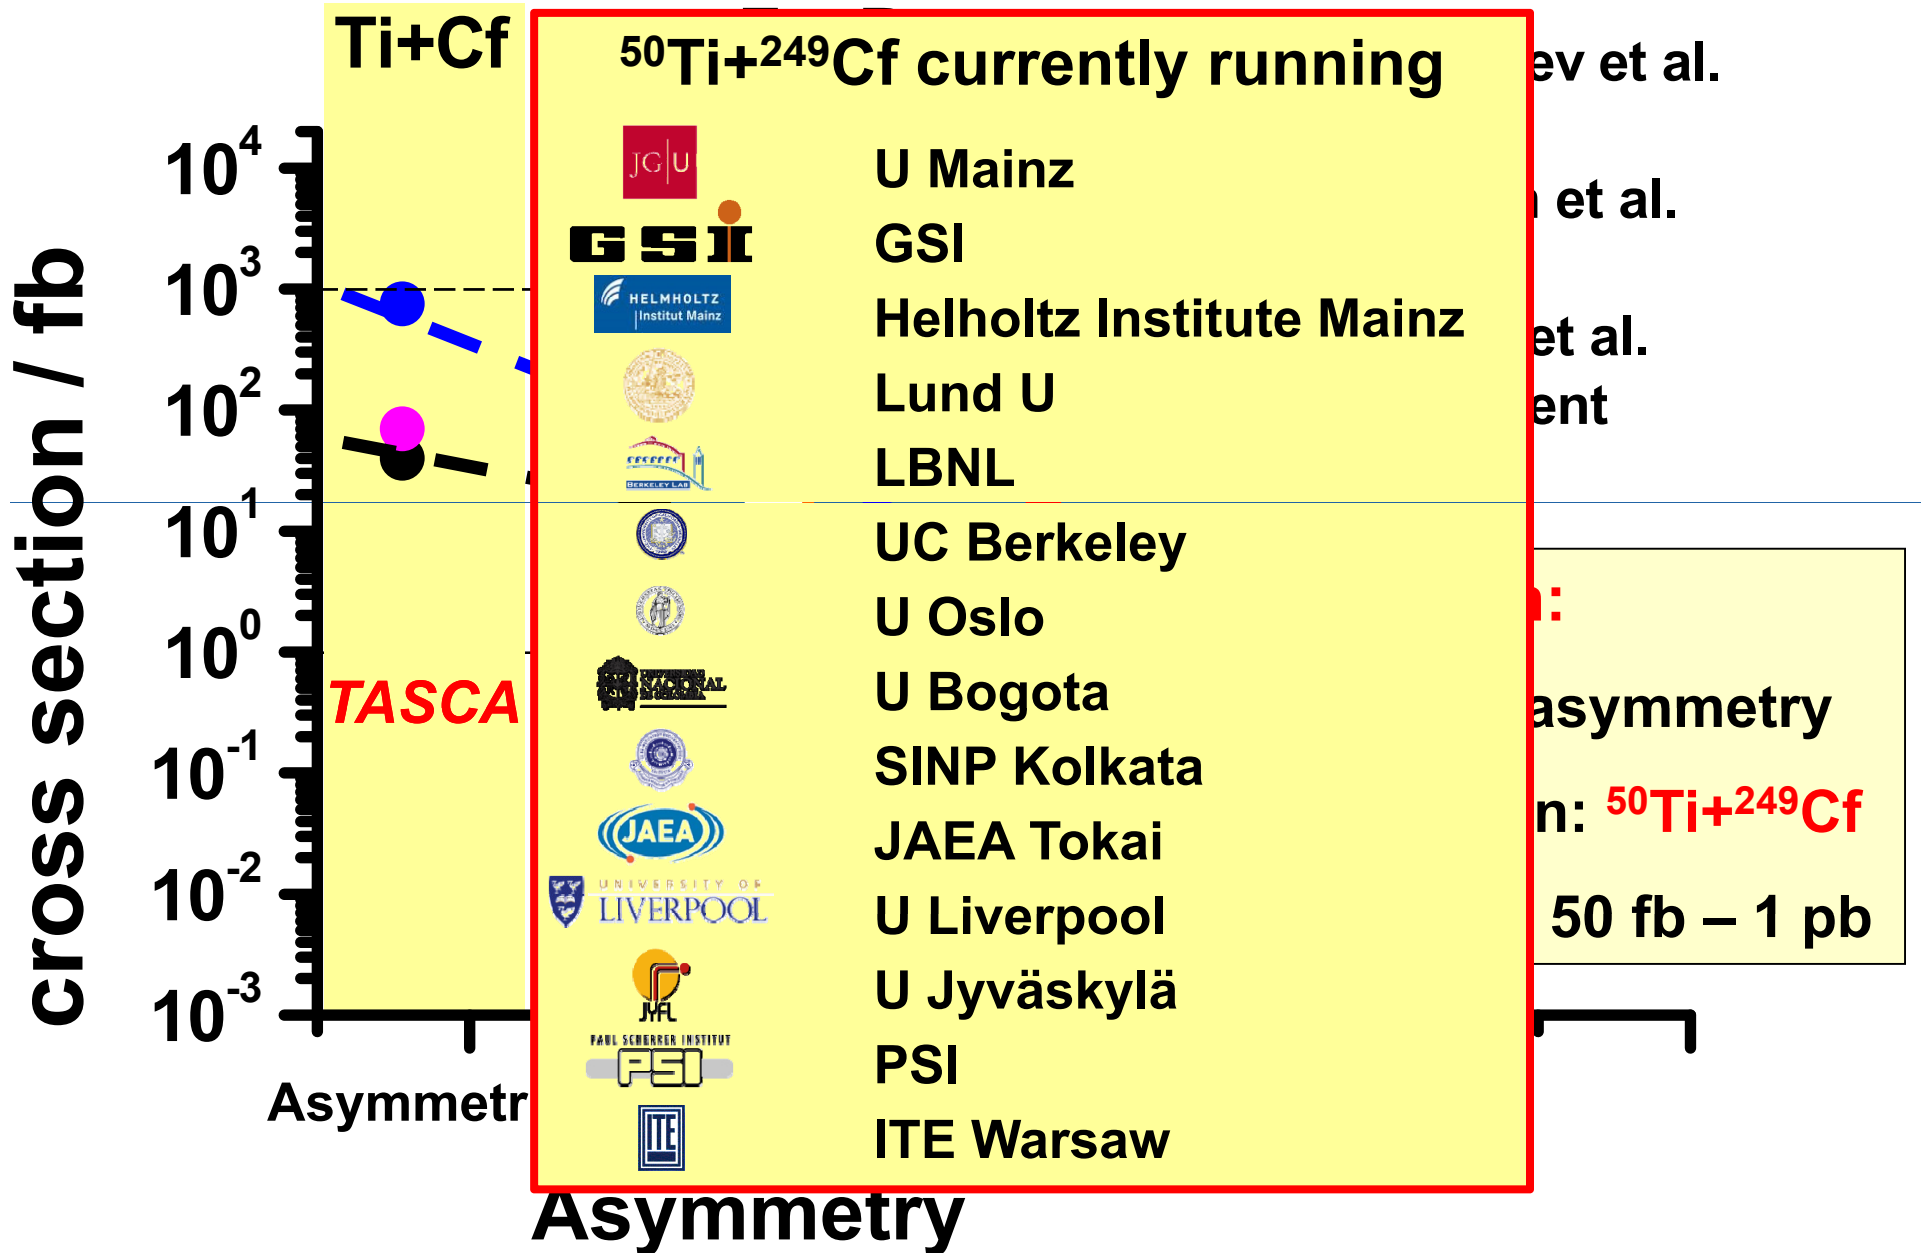 Ti+Cf
50Ti+249Cf currently running
ev et al.
et al.
et al.
ent
cross section / fb
10^4
10^3
10^2
10^1
10^0
10^-1
10^-2
10^-3
TASCA
JG|U
U Mainz
GSI
GSI
HELMHOLTZ
Institut Mainz
Helholtz Institute Mainz
Lund U
BERKELEY LAB
LBNL
UC Berkeley
U Oslo
NACIONAL
U Bogota
SINP Kolkata
JAEA
JAEA Tokai
UNIVERSITY OF
LIVERPOOL
U Liverpool
JYFL
U Jyväskylä
PAUL SCHERRER INSTITUT
PSI
PSI
ITE
ITE Warsaw
:
asymmetry
n: 50Ti+249Cf
50 fb – 1 pb
Asymmetr
Asymmetry